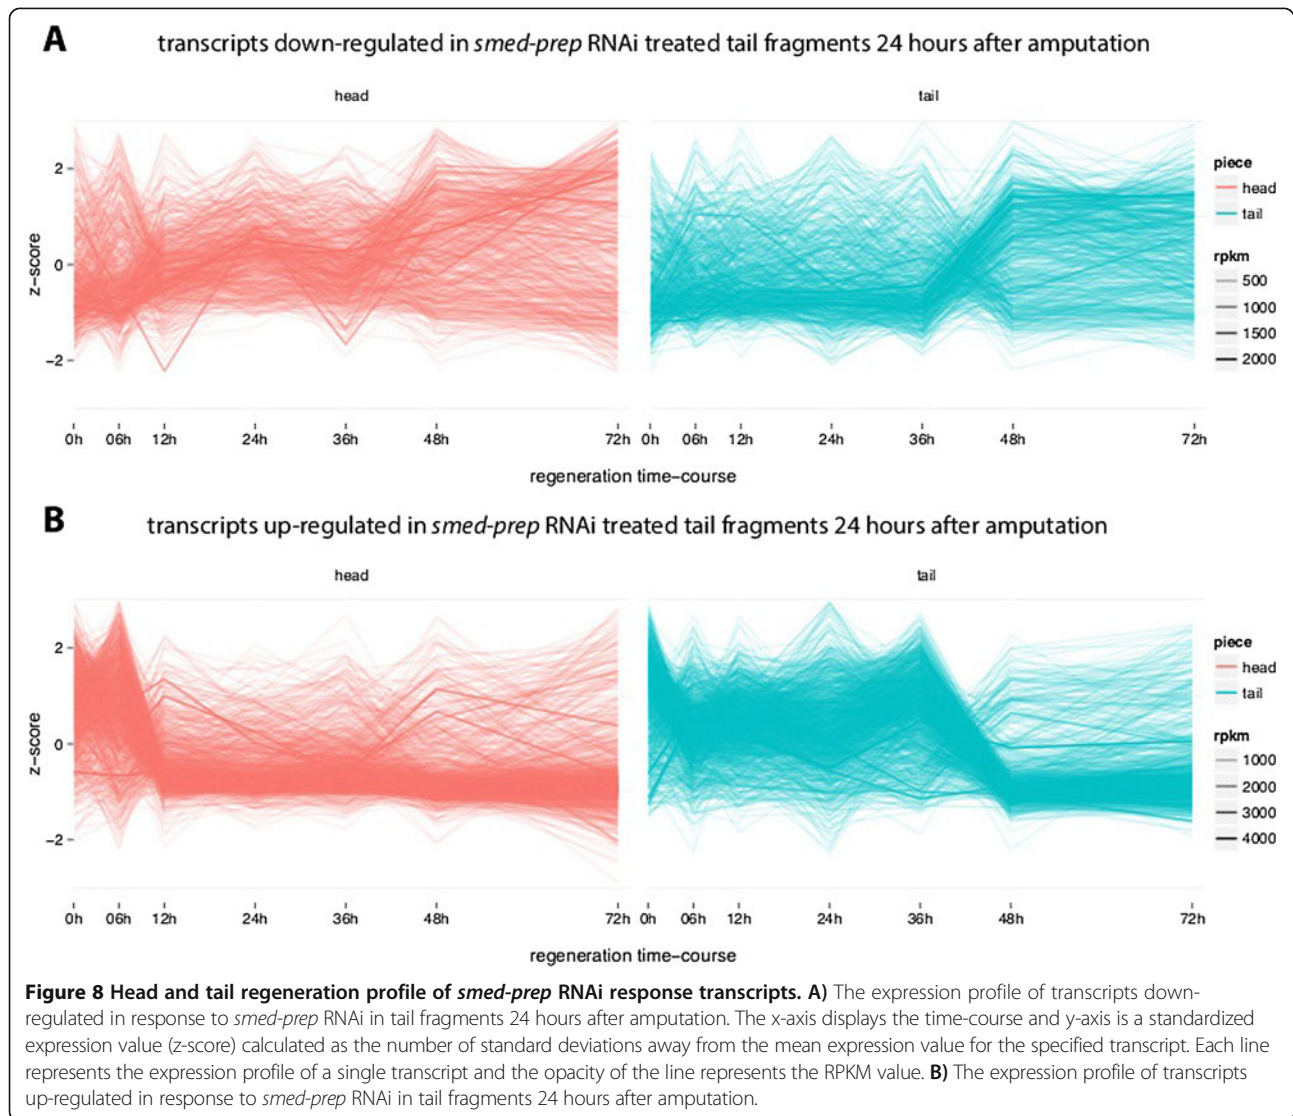 A
transcripts down-regulated in smed-prep RNAi treated tail fragments 24 hours after amputation
head
tail
2
0
−2
z−score
0h 06h 12h 24h 36h 48h 72h
0h 06h 12h 24h 36h 48h 72h
regeneration time−course
piece
head
tail
rpkm
500
1000
1500
2000
B
transcripts up-regulated in smed-prep RNAi treated tail fragments 24 hours after amputation
head
tail
2
0
−2
z−score
0h 06h 12h 24h 36h 48h 72h
0h 06h 12h 24h 36h 48h 72h
regeneration time−course
piece
head
tail
rpkm
1000
2000
3000
4000
Figure 8 Head and tail regeneration profile of smed-prep RNAi response transcripts. A) The expression profile of transcripts down-
regulated in response to smed-prep RNAi in tail fragments 24 hours after amputation. The x-axis displays the time-course and y-axis is a standardized
expression value (z-score) calculated as the number of standard deviations away from the mean expression value for the specified transcript. Each line
represents the expression profile of a single transcript and the opacity of the line represents the RPKM value. B) The expression profile of transcripts
up-regulated in response to smed-prep RNAi in tail fragments 24 hours after amputation.